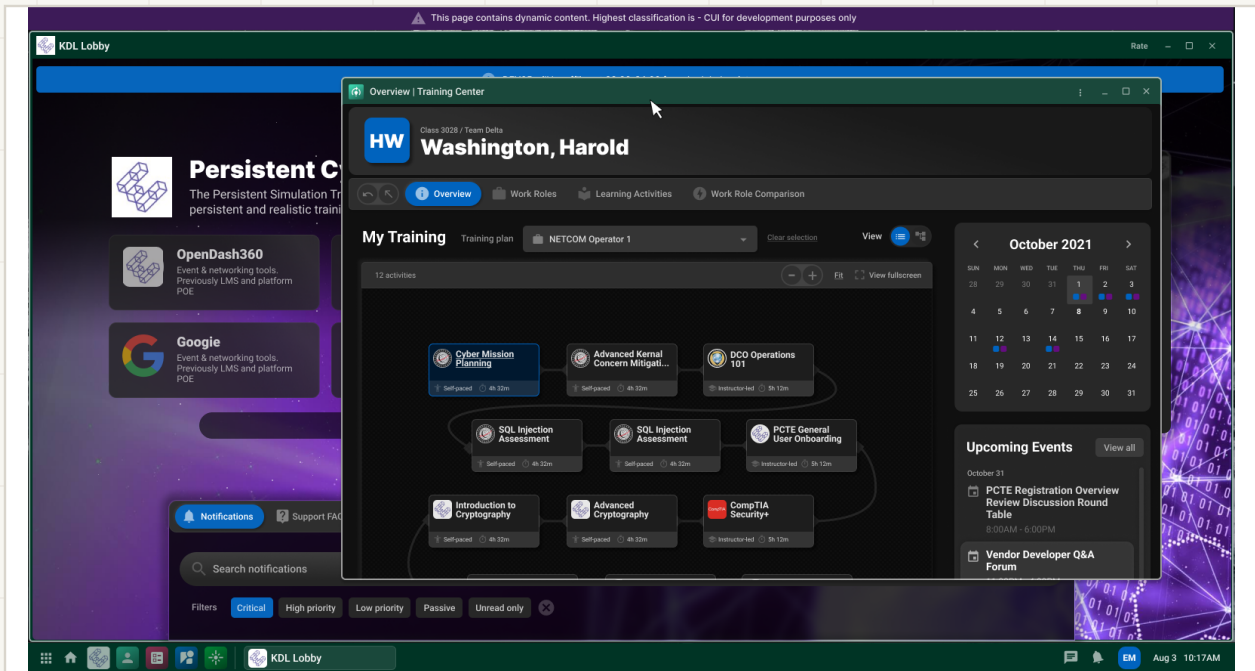 This page contains dynamic content. Highest classification is - CUI for development purposes only
KDL Lobby
Rate
Overview | Training Center
HW
Class 3028 / Team Delta
Washington, Harold
Overview
Work Roles
Learning Activities
Work Role Comparison
Persistent C
The Persistent Simulation Tr
persistent and realistic traini
OpenDash360
Event & networking tools.
Previously LMS and platform
POE
Googie
Event & networking tools.
Previously LMS and platform
POE
My Training
Training plan
NETCOM Operator 1
Clear selection
View
12 activities
Fit
View fullscreen
Cyber Mission
Planning
Self-paced 4h 32m
Advanced Kernal
Concern Mitigati...
Self-paced 4h 32m
DCO Operations
101
Instructor-led 5h 12m
SQL Injection
Assessment
Self-paced 4h 32m
SQL Injection
Assessment
Self-paced 4h 32m
PCTE General
User Onboarding
Instructor-led 5h 12m
Introduction to
Cryptography
Self-paced 4h 32m
Advanced
Cryptography
Self-paced 4h 32m
CompTIA
CompTIA
Security+
Instructor-led 5h 12m
October 2021
SUN MON WED TUE THU FRI SAT
28 29 30 31 1 2 3
4 5 6 7 8 9 10
11 12 13 14 15 16 17
18 19 20 21 22 23 24
25 26 27 28 29 30 31
Upcoming Events
View all
October 31
PCTE Registration Overview
Review Discussion Round
Table
8:00AM - 6:00PM
Vendor Developer Q&A
Forum
Notifications
Support FAQ
Search notifications
Filters
Critical
High priority
Low priority
Passive
Unread only
KDL Lobby
EM
Aug 3 10:17AM